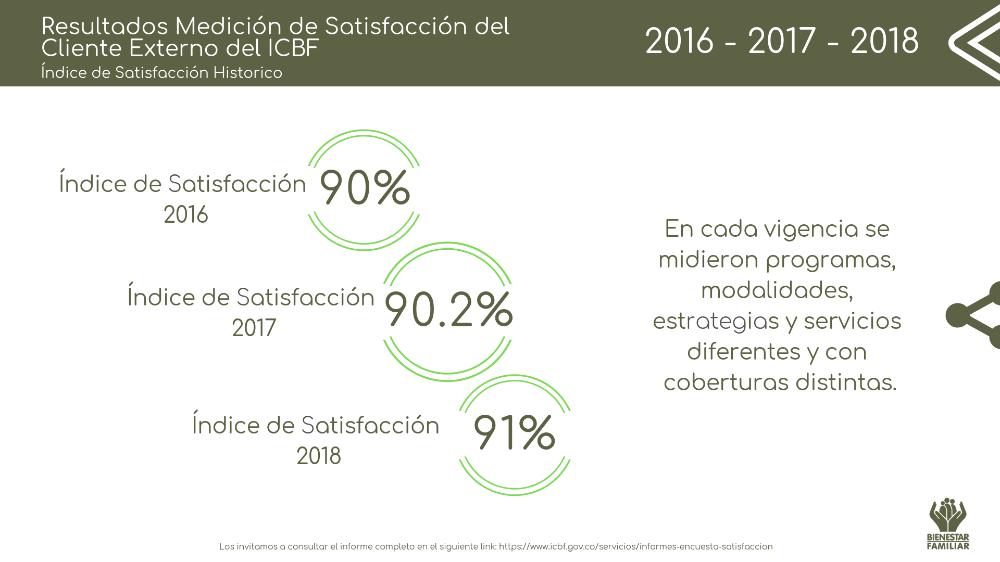 Resultados Medición de Satisfacción del
Cliente Externo del ICBF
Índice de Satisfacción Historico
2016 - 2017 - 2018
Índice de Satisfacción
2016
90%
Índice de Satisfacción
2017
90.2%
Índice de Satisfacción
2018
91%
En cada vigencia se
midieron programas,
modalidades,
estrategias y servicios
diferentes y con
coberturas distintas.
Los invitamos a consultar el informe completo en el siguiente link: https://www.icbf.gov.co/servicios/informes-encuesta-satisfaccion
BIENESTAR
FAMILIAR